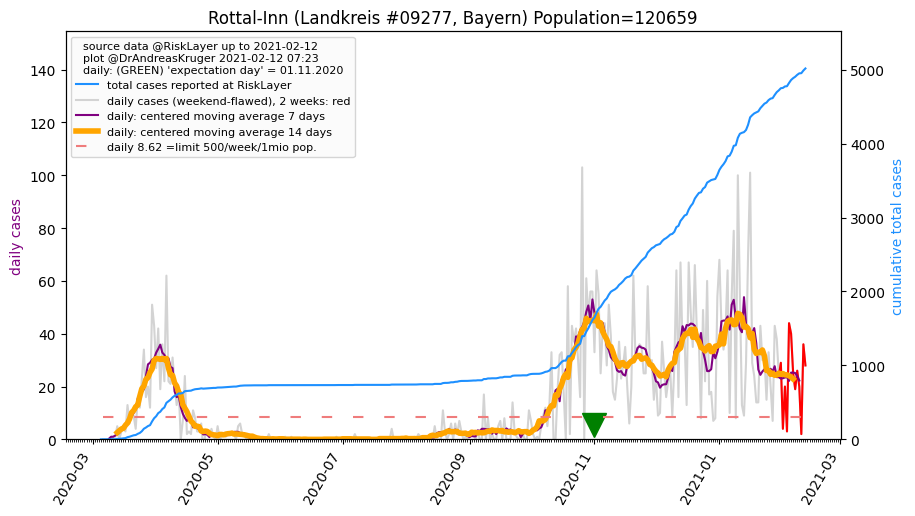 Rottal-Inn (Landkreis #09277, Bayern) Population=120659
source data @RiskLayer up to 2021-02-12
plot @DrAndreasKruger 2021-02-12 07:23
daily: (GREEN) 'expectation day' = 01.11.2020
total cases reported at RiskLayer
daily cases (weekend-flawed), 2 weeks: red
daily: centered moving average 7 days
daily: centered moving average 14 days
daily 8.62 =limit 500/week/1mio pop.
daily cases
140
120
100
80
60
40
20
0
cumulative total cases
5000
4000
3000
2000
1000
0
2020-03
2020-05
2020-07
2020-09
2020-11
2021-01
2021-03